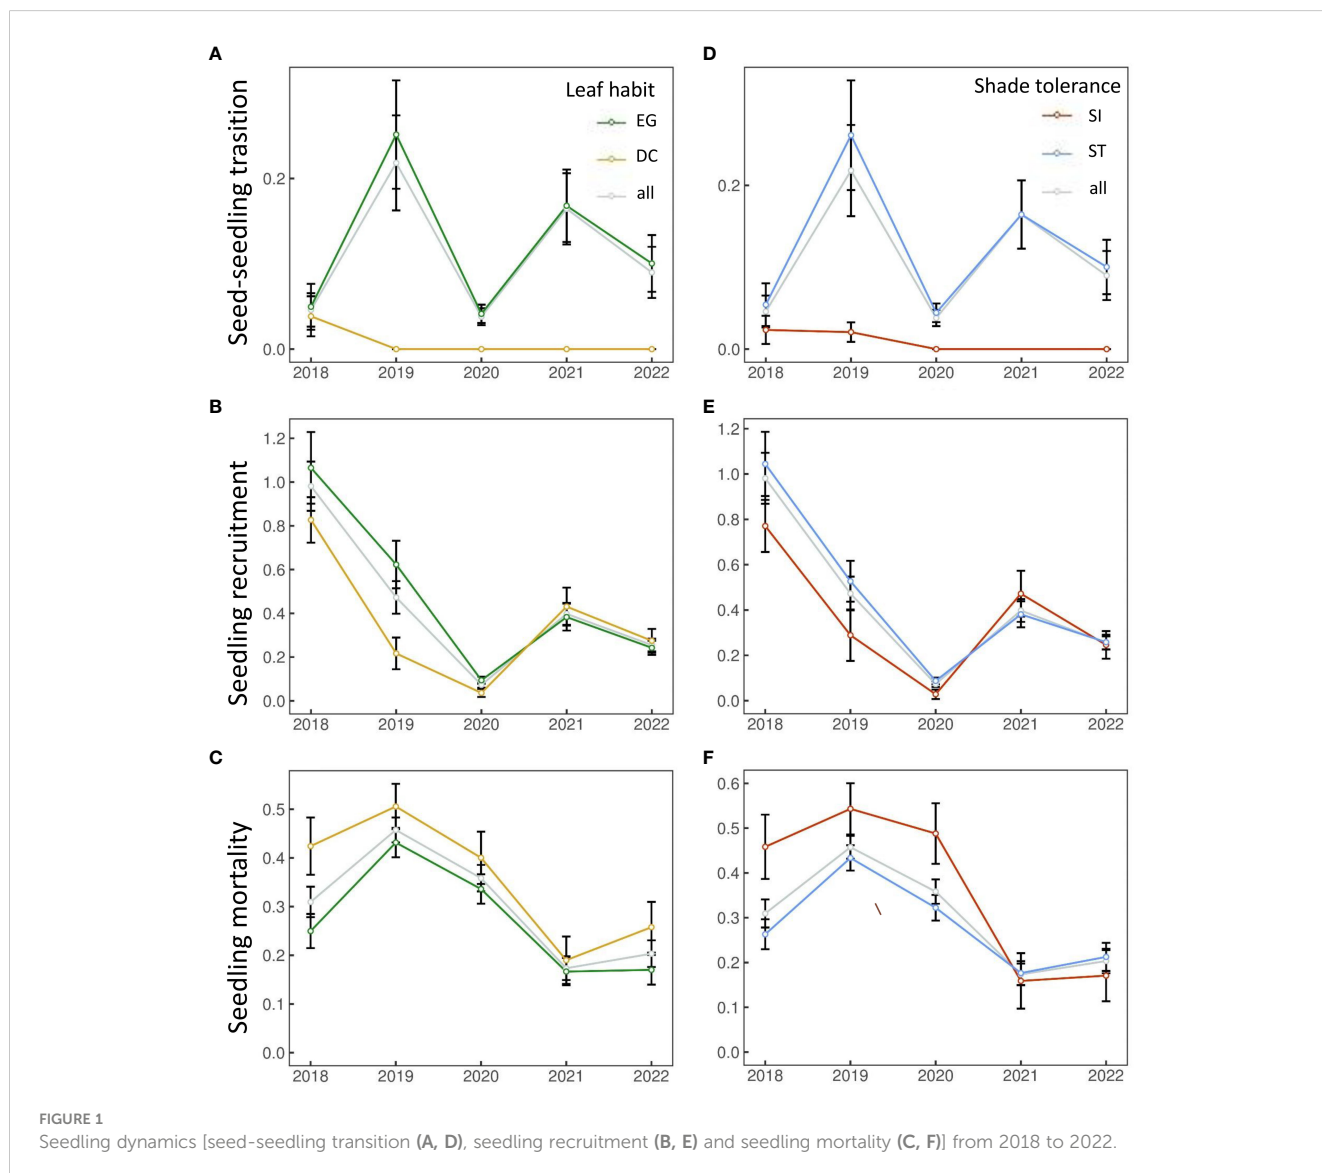 A
Leaf habit
EG
DC
all
Seed-seedling trasition
0.2
0.0
2018 2019 2020 2021 2022
D
Shade tolerance
SI
ST
all
0.2
0.0
2018 2019 2020 2021 2022
B
Seedling recruitment
1.2
1.0
0.8
0.6
0.4
0.2
0.0
2018 2019 2020 2021 2022
E
1.2
1.0
0.8
0.6
0.4
0.2
0.0
2018 2019 2020 2021 2022
C
Seedling mortality
0.5
0.4
0.3
0.2
0.1
0.0
2018 2019 2020 2021 2022
F
0.6
0.5
0.4
0.3
0.2
0.1
0.0
2018 2019 2020 2021 2022
FIGURE 1
Seedling dynamics [seed-seedling transition (A, D), seedling recruitment (B, E) and seedling mortality (C, F)] from 2018 to 2022.